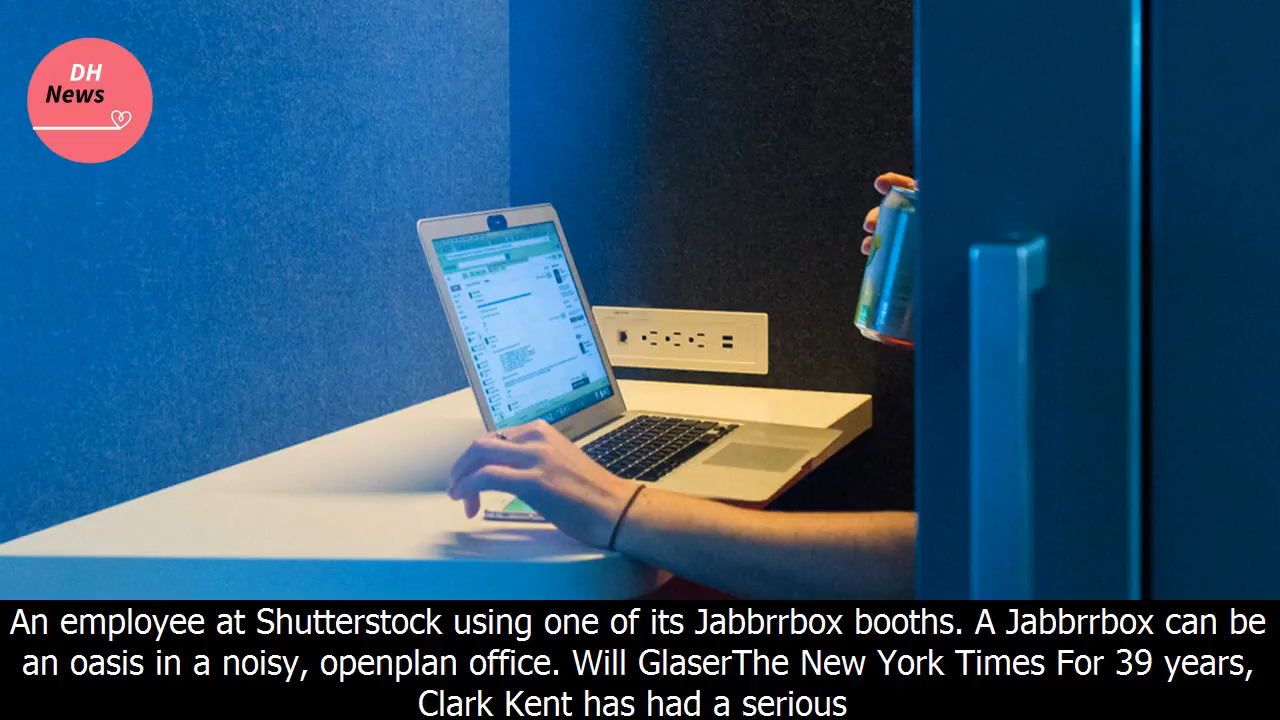 DH
News
An employee at Shutterstock using one of its Jabbrrbox booths. A Jabbrrbox can be
an oasis in a noisy, openplan office. Will GlaserThe New York Times For 39 years,
Clark Kent has had a serious